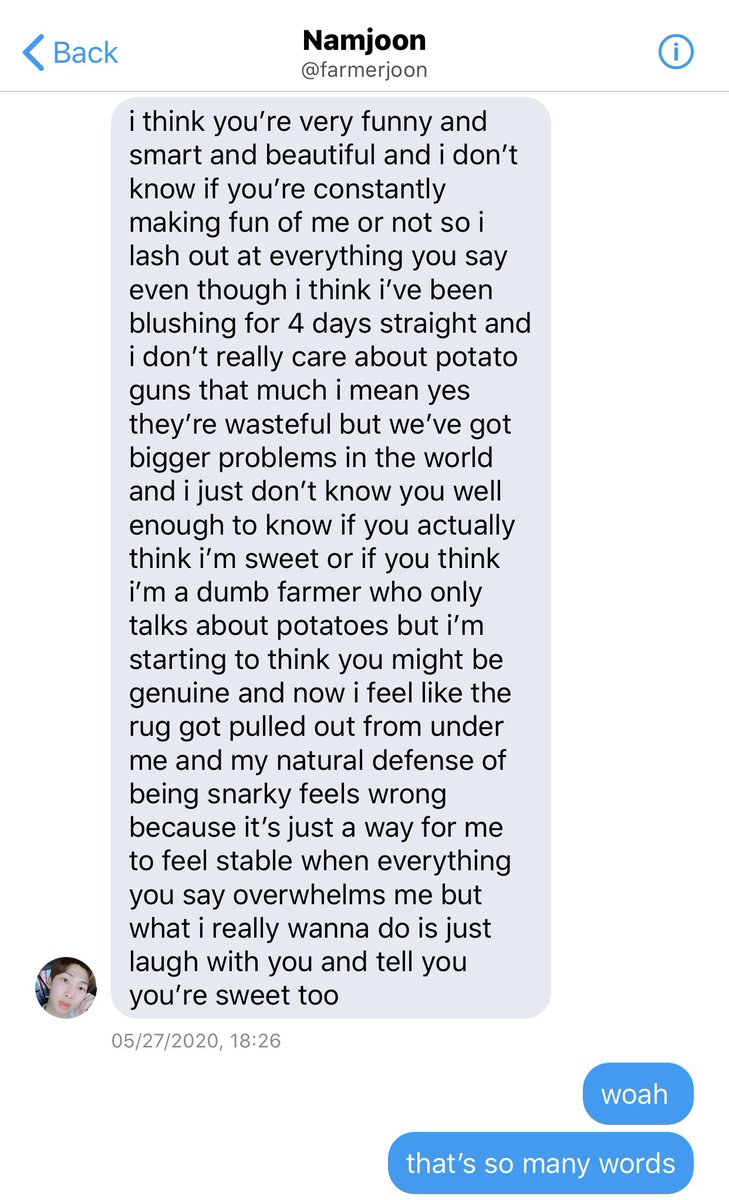 Back
Namjoon
@farmerjoon
i think you’re very funny and
smart and beautiful and i don’t
know if you’re constantly
making fun of me or not so i
lash out at everything you say
even though i think i’ve been
blushing for 4 days straight and
i don’t really care about potato
guns that much i mean yes
they’re wasteful but we’ve got
bigger problems in the world
and i just don’t know you well
enough to know if you actually
think i’m sweet or if you think
i’m a dumb farmer who only
talks about potatoes but i’m
starting to think you might be
genuine and now i feel like the
rug got pulled out from under
me and my natural defense of
being snarky feels wrong
because it’s just a way for me
to feel stable when everything
you say overwhelms me but
what i really wanna do is just
laugh with you and tell you
you’re sweet too
05/27/2020, 18:26
woah
that’s so many words